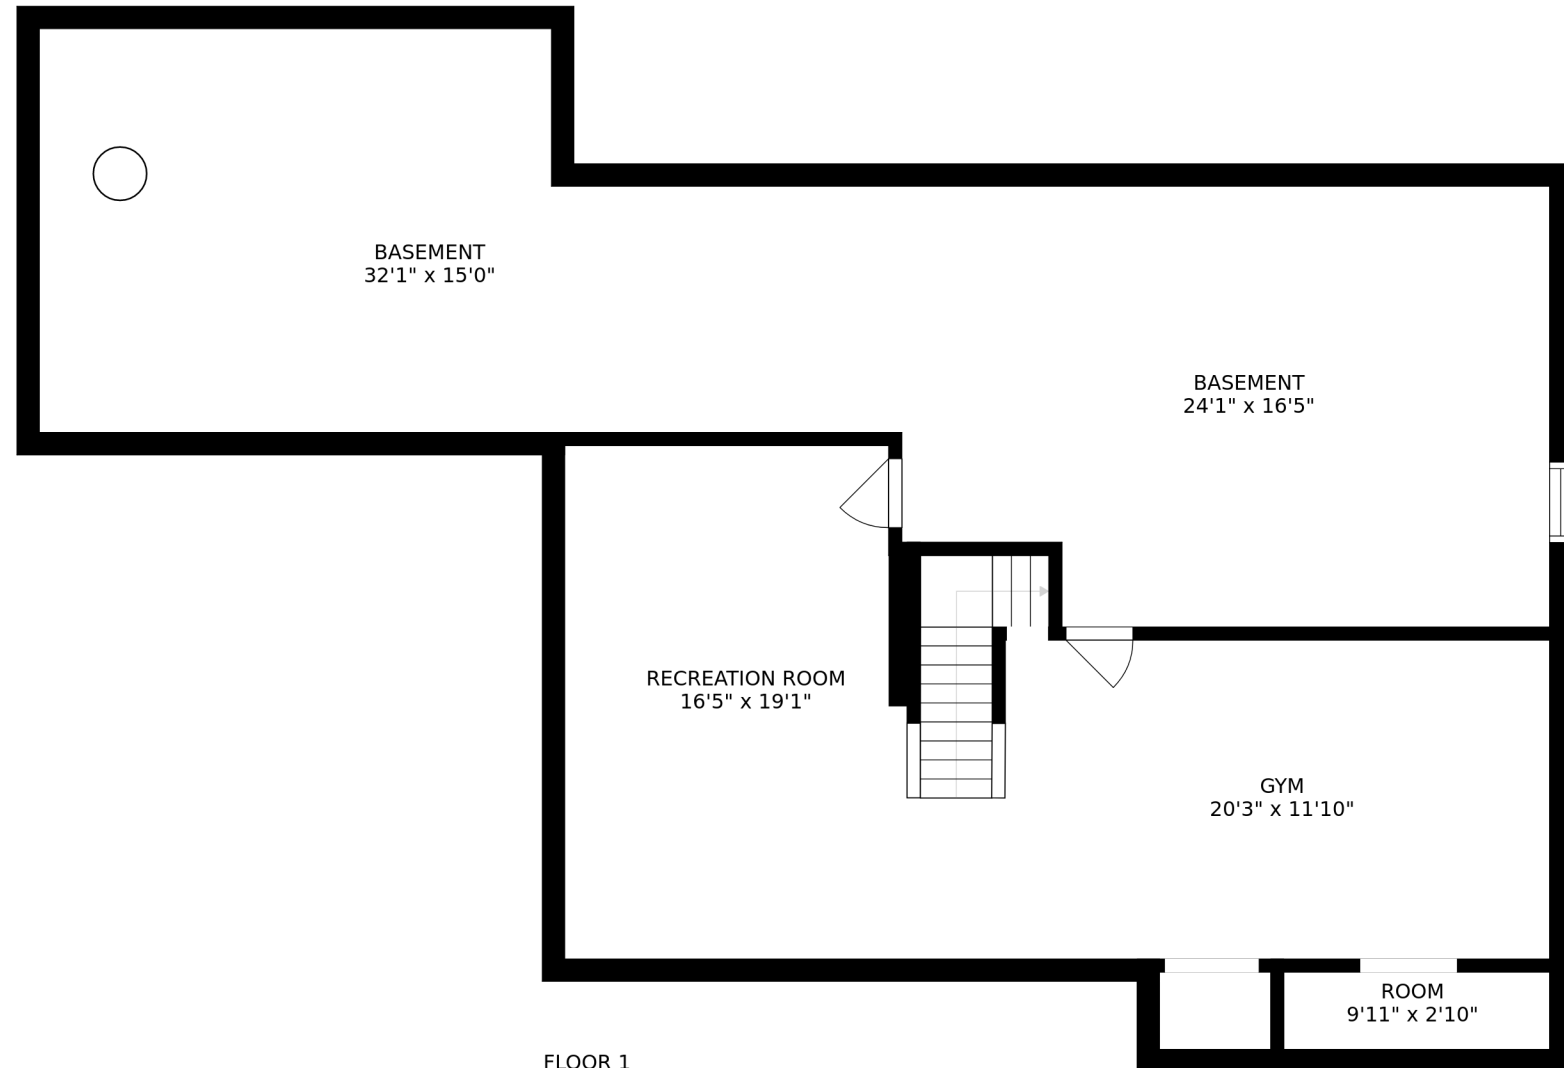 BASEMENT
32'1" x 15'0"
BASEMENT
24'1" x 16'5"
RECREATION ROOM
16'5" x 19'1"
GYM
20'3" x 11'10"
ROOM
9'11" x 2'10"
FLOOR 1